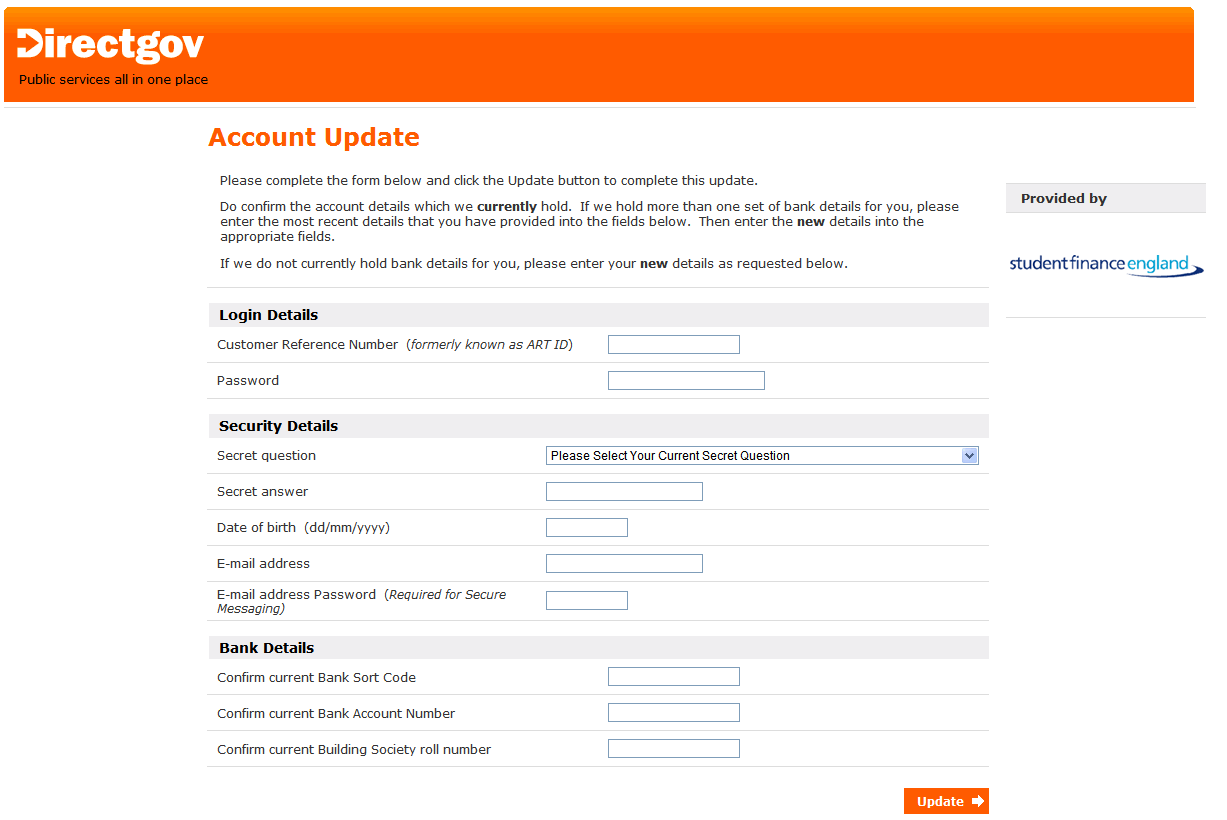 Directgov
Public services all in one place
Account Update
Please complete the form below and click the Update button to complete this update.
Do confirm the account details which we currently hold.  If we hold more than one set of bank details for you, please
enter the most recent details that you have provided into the fields below.  Then enter the new details into the
appropriate fields.
If we do not currently hold bank details for you, please enter your new details as requested below.
Provided by
studentfinanceengland
Login Details
Customer Reference Number  (formerly known as ART ID)
Password
Security Details
Secret question
Please Select Your Current Secret Question
Secret answer
Date of birth  (dd/mm/yyyy)
E-mail address
E-mail address Password  (Required for Secure
Messaging)
Bank Details
Confirm current Bank Sort Code
Confirm current Bank Account Number
Confirm current Building Society roll number
Update